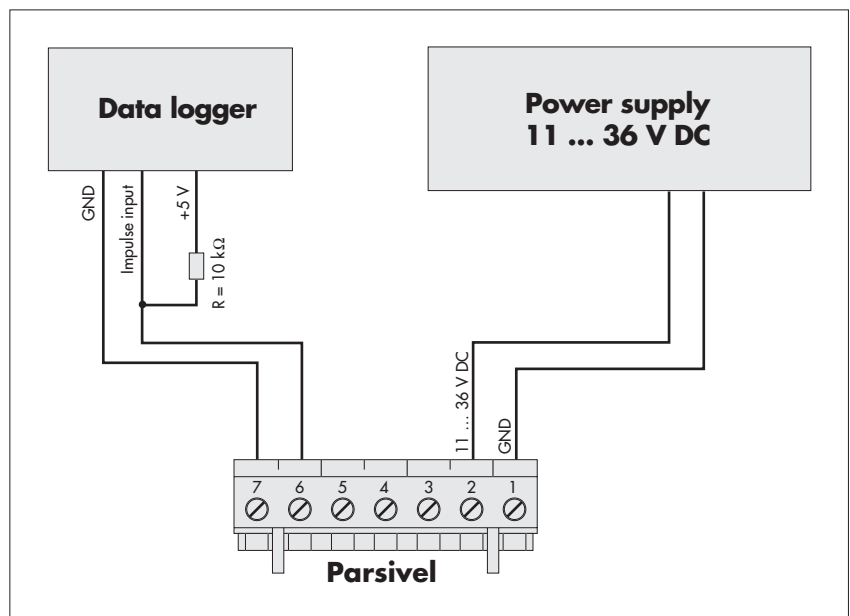 Data logger
Power supply
11 ... 36 V DC
GND
Impulse input
+5 V
R = 10 kΩ
11 ... 36 V DC
GND
7 6 5 4 3 2 1
Parsivel